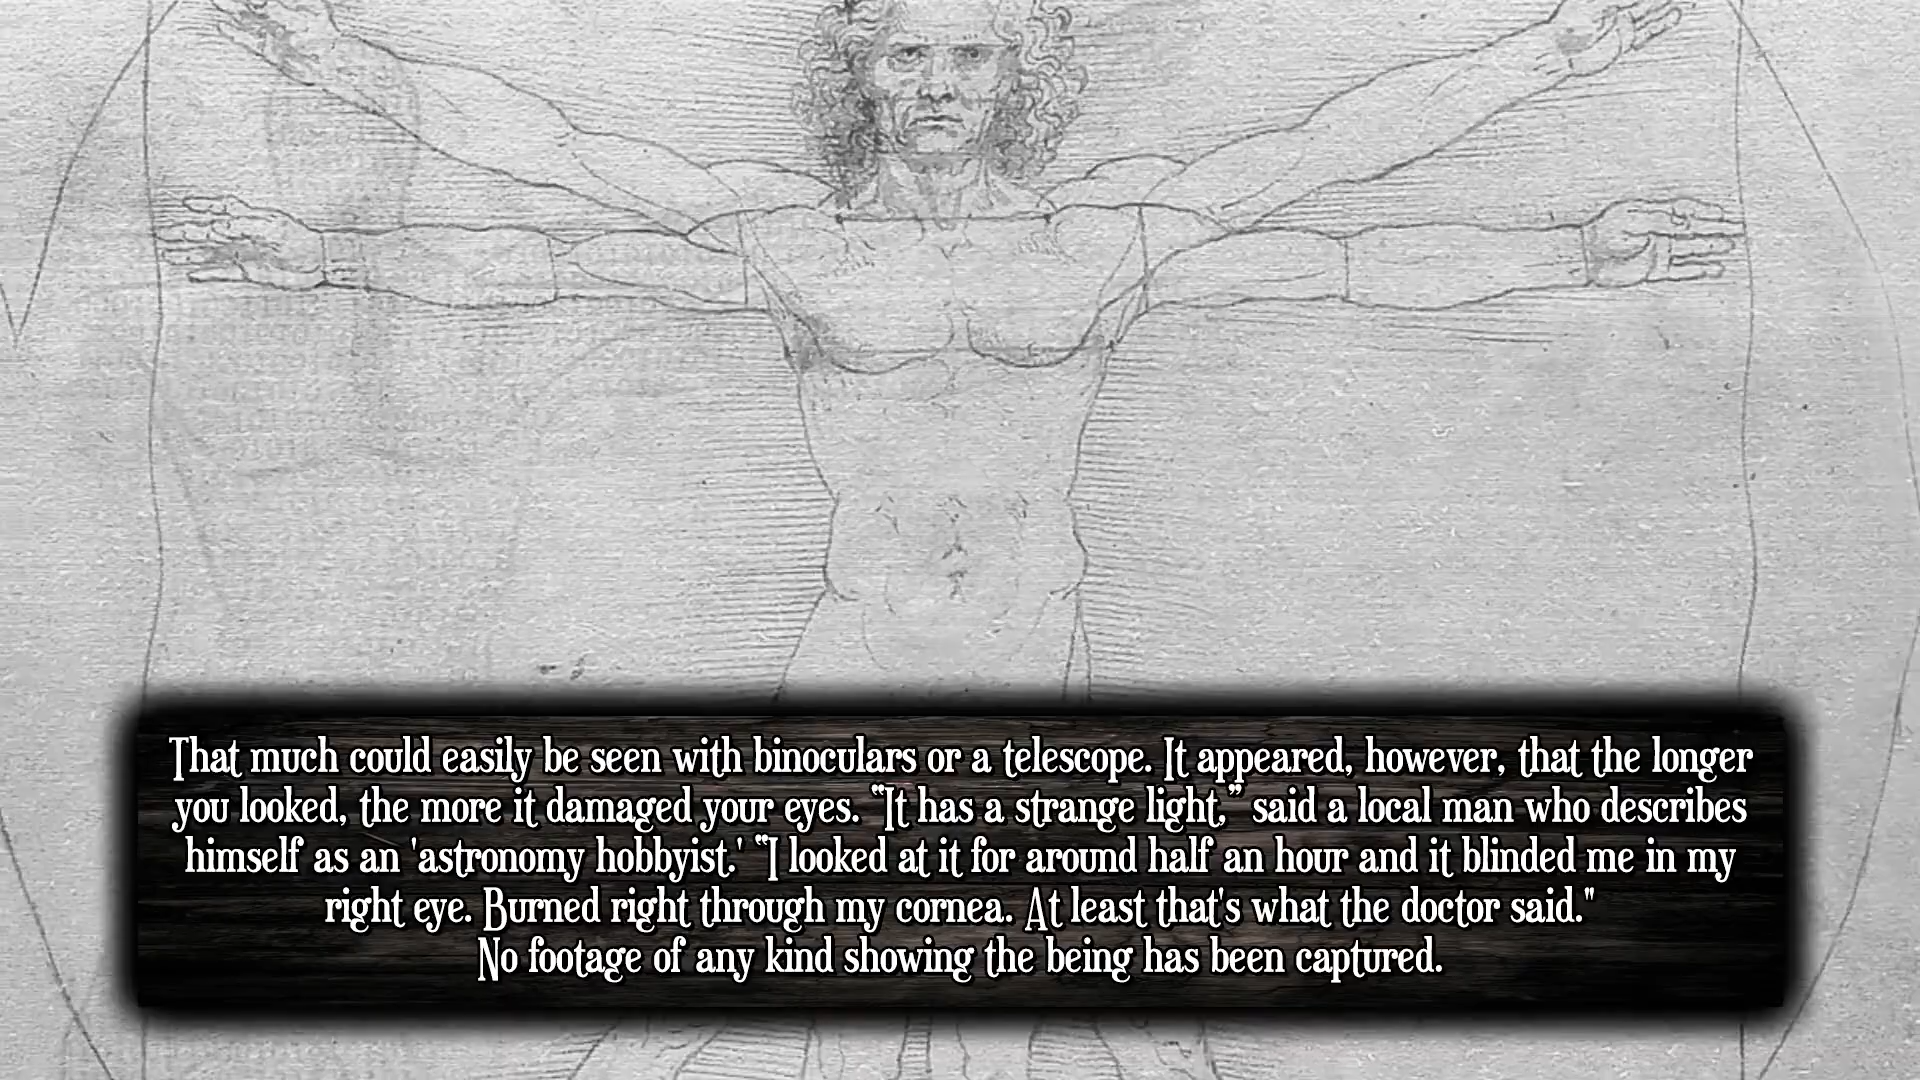 That much could easily be seen with binoculars or a telescope. It appeared, however, that the longer
you looked, the more it damaged your eyes. “It has a strange light,” said a local man who describes
himself as an 'astronomy hobbyist.' “I looked at it for around half an hour and it blinded me in my
right eye. Burned right through my cornea. At least that's what the doctor said."
No footage of any kind showing the being has been captured.